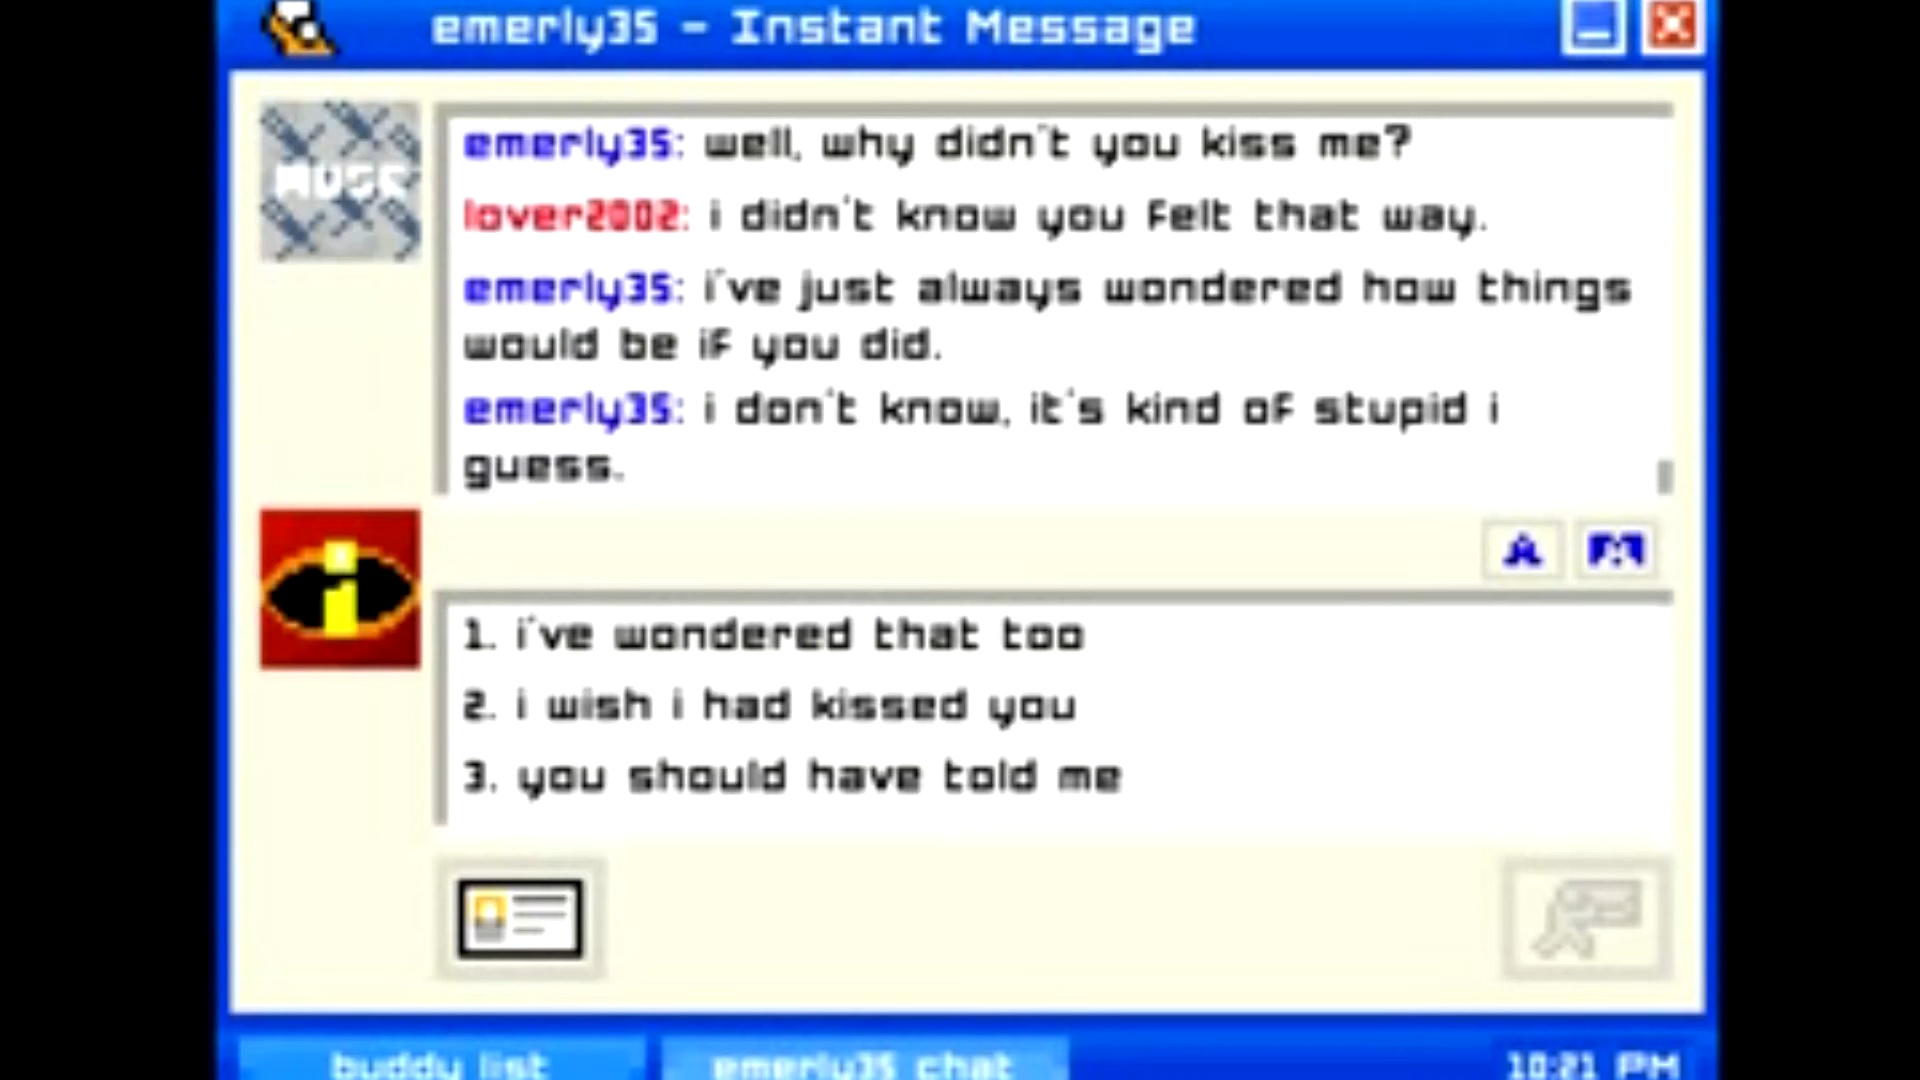 emerly35 - Instant Message
MUSE
emerly35: well, why didn't you kiss me?
lover2002: i didn't know you felt that way.
emerly35: i've just always wondered how things
would be if you did.
emerly35: i don't know, it's kind of stupid i
guess.
A
i
1. i've wondered that too
2. i wish i had kissed you
3. you should have told me
buddy list
emerly35 chat
10:21 PM